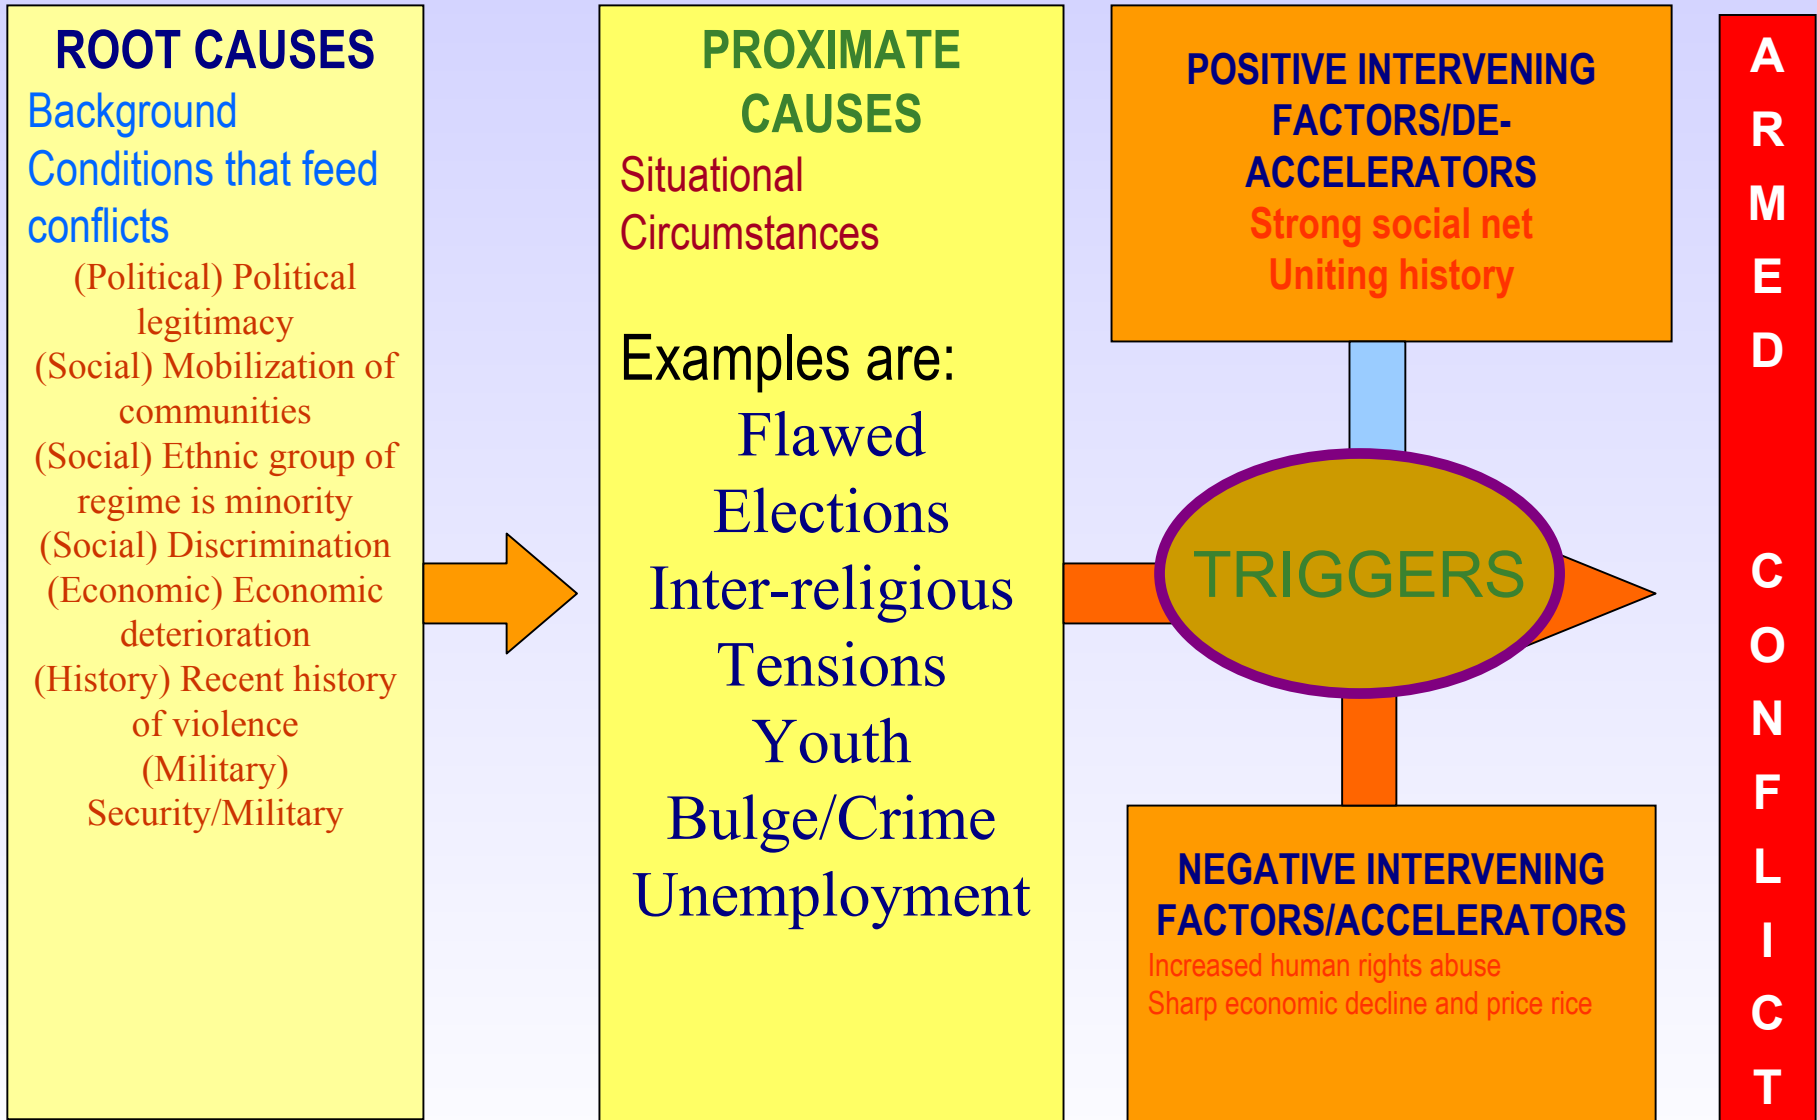 ROOT CAUSES
Background
Conditions that feed
conflicts
(Political) Political
legitimacy
(Social) Mobilization of
communities
(Social) Ethnic group of
regime is minority
(Social) Discrimination
(Economic) Economic
deterioration
(History) Recent history
of violence
(Military)
Security/Military
PROXIMATE
CAUSES
Situational
Circumstances
Examples are:
Flawed
Elections
Inter-religious
Tensions
Youth
Bulge/Crime
Unemployment
POSITIVE INTERVENING
FACTORS/DE-
ACCELERATORS
Strong social net
Uniting history
TRIGGERS
NEGATIVE INTERVENING
FACTORS/ACCELERATORS
Increased human rights abuse
Sharp economic decline and price rice
A
R
M
E
D
C
O
N
F
L
I
C
T